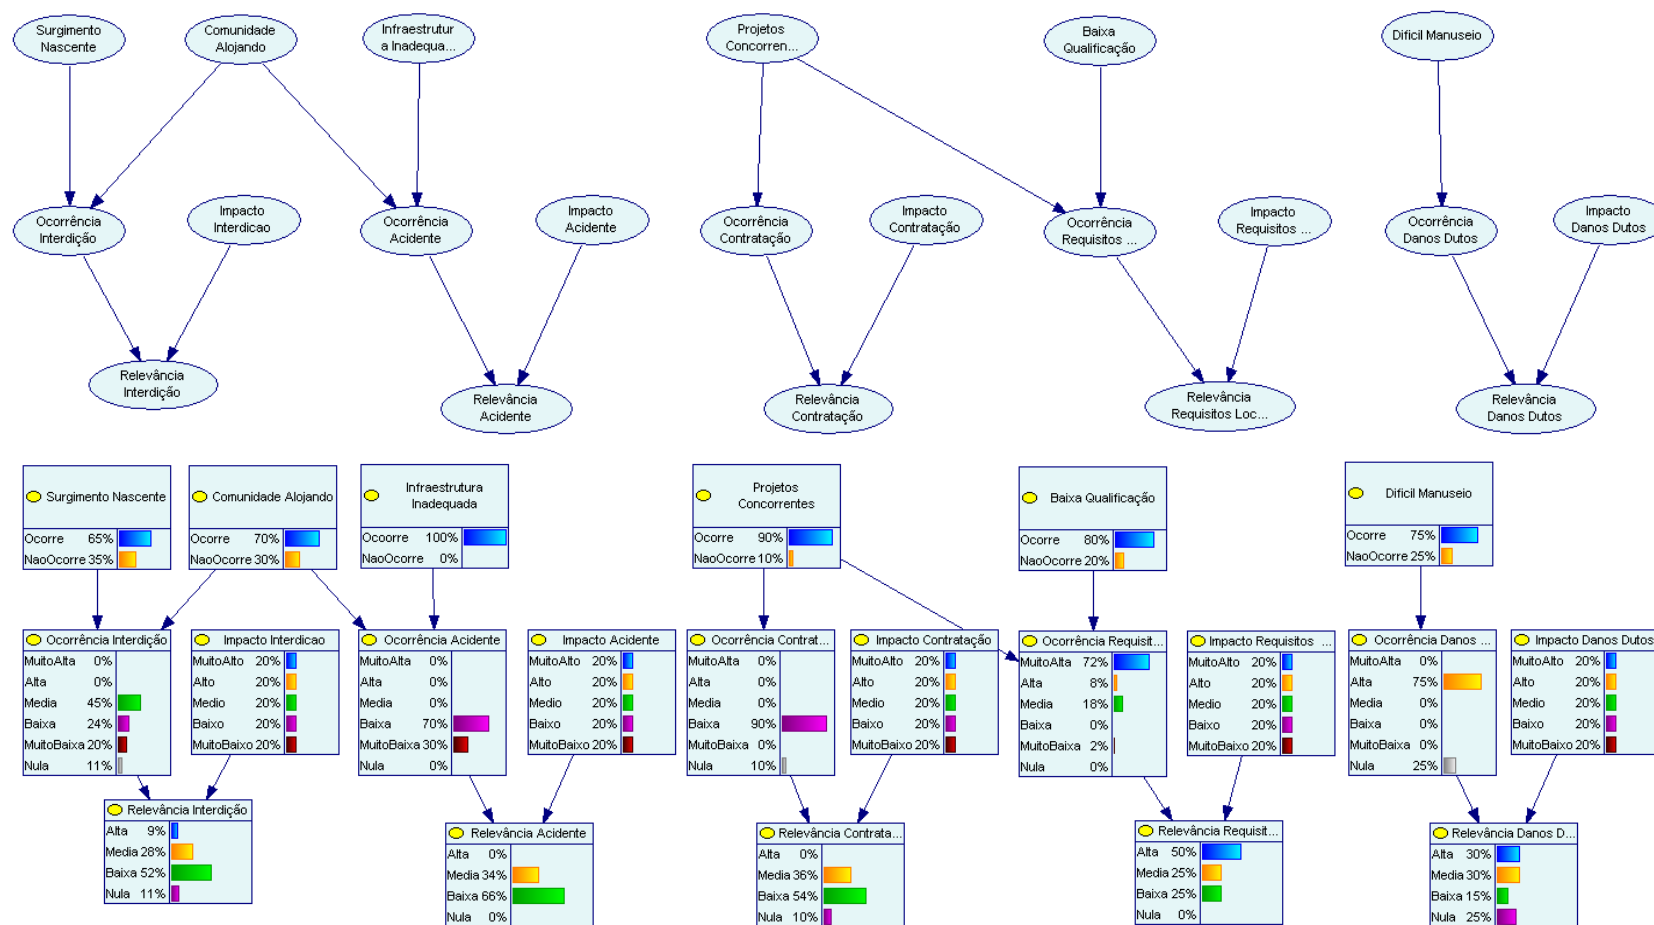 Surgimento
Nascente
Comunidade
Alojando
Infraestrutur
a Inadequa...
Projetos
Concorren...
Baixa
Qualificação
Dificil Manuseio
Ocorrência
Interdição
Impacto
Interdicao
Ocorrência
Acidente
Impacto
Acidente
Ocorrência
Contratação
Impacto
Contratação
Ocorrência
Requisitos ...
Impacto
Requisitos ...
Ocorrência
Danos Dutos
Impacto
Danos Dutos
Relevância
Interdição
Relevância
Acidente
Relevância
Contratação
Relevância
Requisitos Loc...
Relevância
Danos Dutos
Surgimento Nascente
Ocorre 65%
NaoOcorre 35%
Comunidade Alojando
Ocorre 70%
NaoOcorre 30%
Infraestrutura
Inadequada
Ocoorre 100%
NaoOcorre 0%
Projetos
Concorrentes
Ocorre 90%
NaoOcorre 10%
Baixa Qualificação
Ocorre 80%
NaoOcorre 20%
Dificil Manuseio
Ocorre 75%
NaoOcorre 25%
Ocorrência Interdição
MuitoAlta 0%
Alta 0%
Media 45%
Baixa 24%
MuitoBaixa 20%
Nula 11%
Impacto Interdicao
MuitoAlto 20%
Alto 20%
Medio 20%
Baixo 20%
MuitoBaixo 20%
Ocorrência Acidente
MuitoAlta 0%
Alta 0%
Media 0%
Baixa 70%
MuitoBaixa 30%
Nula 0%
Impacto Acidente
MuitoAlto 20%
Alto 20%
Medio 20%
Baixo 20%
MuitoBaixo 20%
Ocorrência Contrat...
MuitoAlta 0%
Alta 0%
Media 0%
Baixa 90%
MuitoBaixa 0%
Nula 10%
Impacto Contratação
MuitoAlto 20%
Alto 20%
Medio 20%
Baixo 20%
MuitoBaixo 20%
Ocorrência Requisit...
MuitoAlta 72%
Alta 8%
Media 18%
Baixa 0%
MuitoBaixa 2%
Nula 0%
Impacto Requisitos ...
MuitoAlto 20%
Alto 20%
Medio 20%
Baixo 20%
MuitoBaixo 20%
Ocorrência Danos ...
MuitoAlta 0%
Alta 75%
Media 0%
Baixa 0%
MuitoBaixa 0%
Nula 25%
Impacto Danos Dutos
MuitoAlto 20%
Alto 20%
Medio 20%
Baixo 20%
MuitoBaixo 20%
Relevância Interdição
Alta 9%
Media 28%
Baixa 52%
Nula 11%
Relevância Acidente
Alta 0%
Media 34%
Baixa 66%
Nula 0%
Relevância Contrata...
Alta 0%
Media 36%
Baixa 54%
Nula 10%
Relevância Requisit...
Alta 50%
Media 25%
Baixa 25%
Nula 0%
Relevância Danos D...
Alta 30%
Media 30%
Baixa 15%
Nula 25%